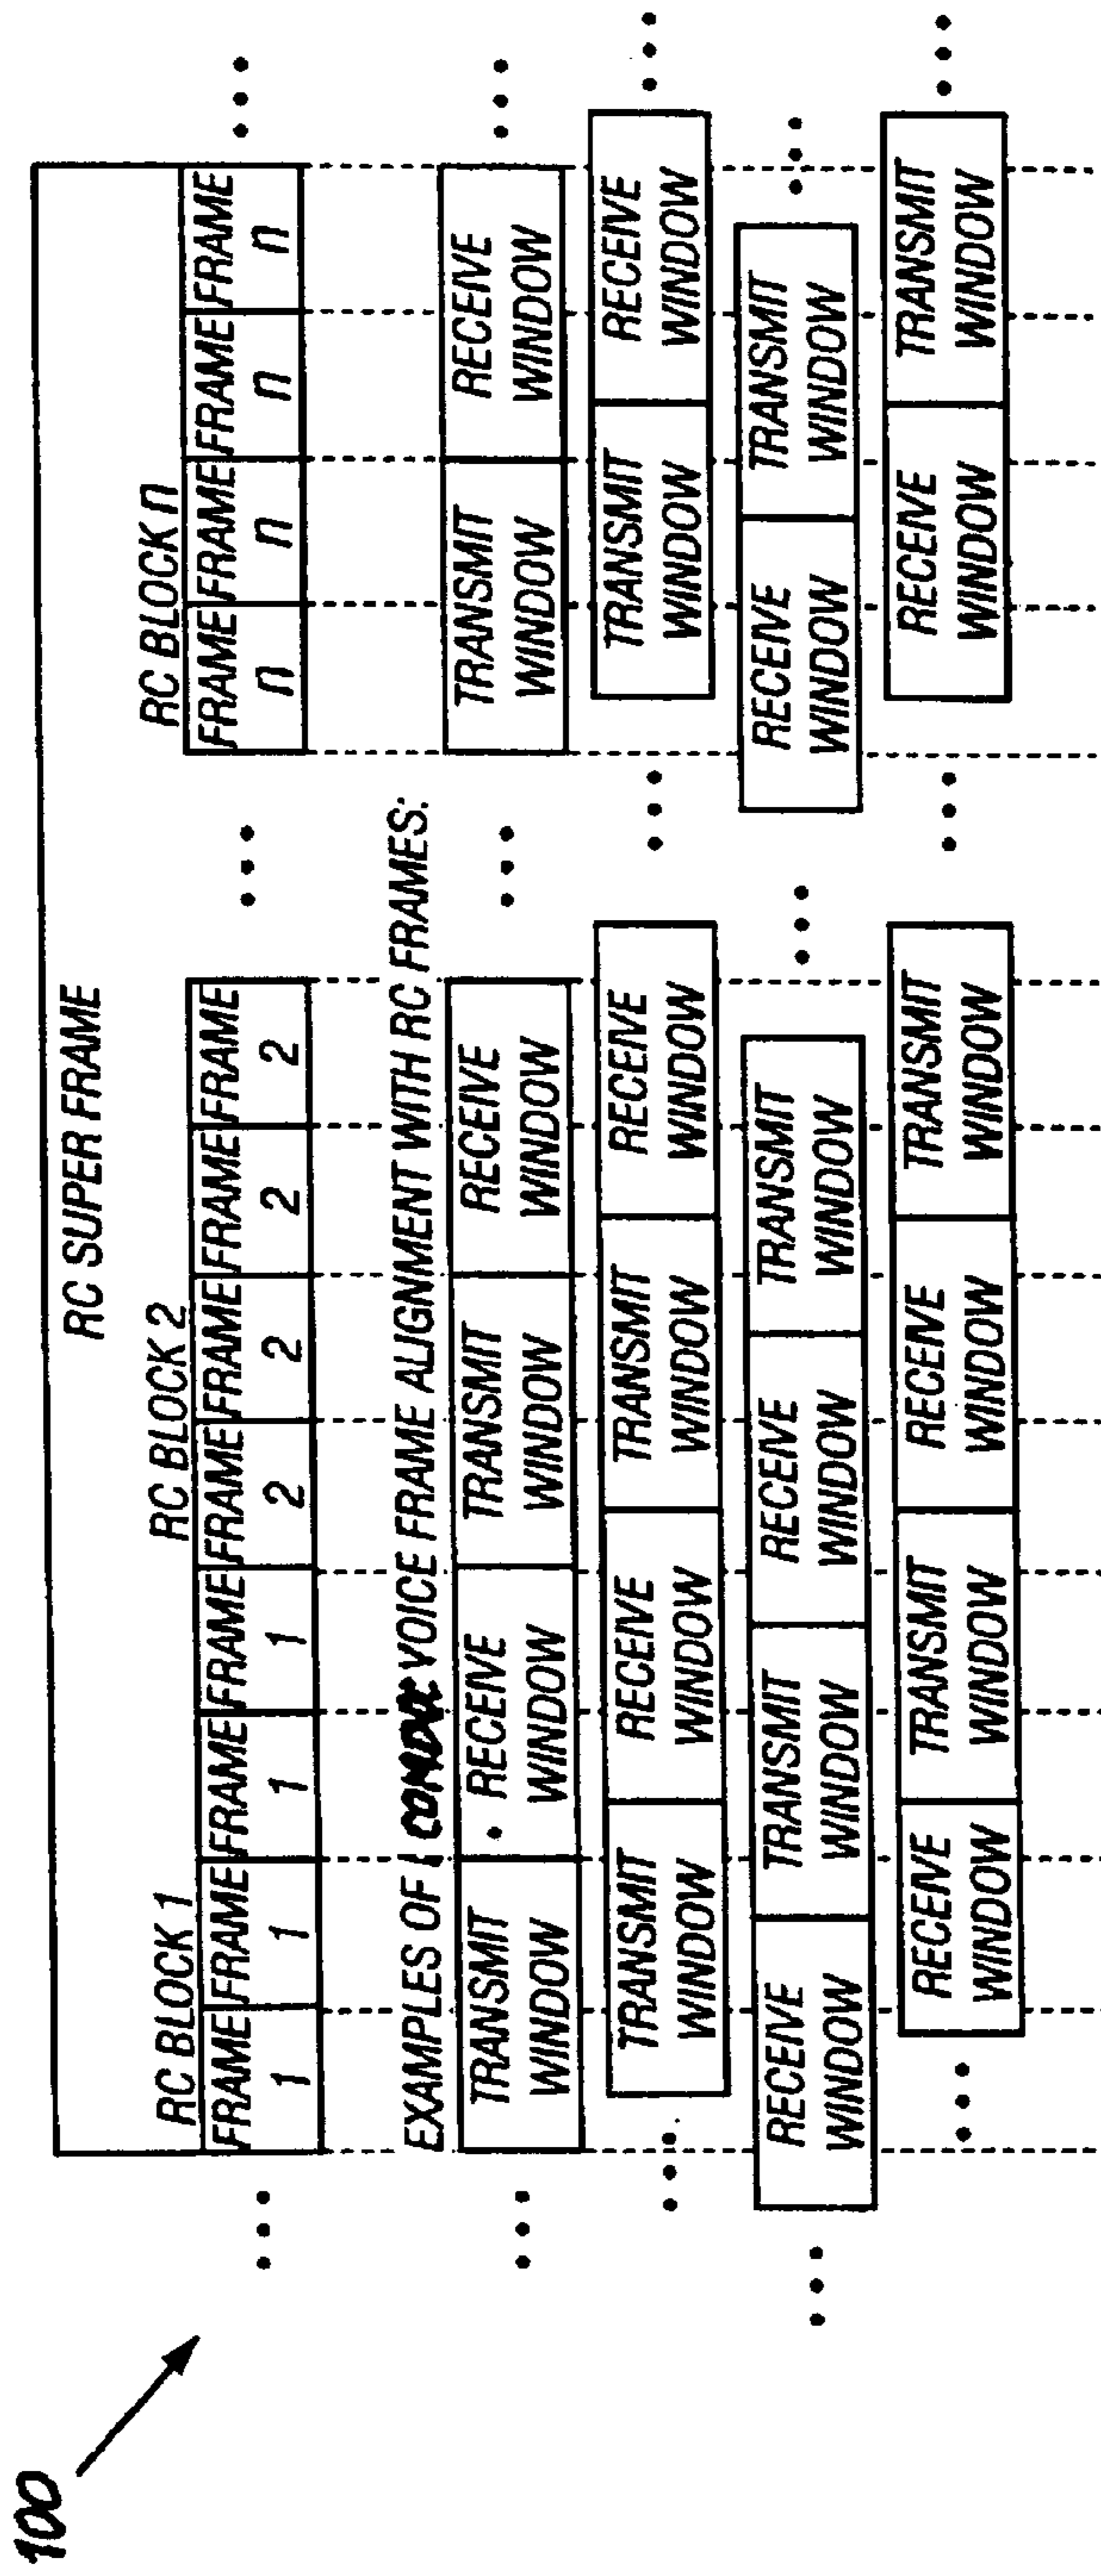 100
RC SUPER FRAME
RC BLOCK 1
RC BLOCK 2
RC BLOCK n
FRAME 1
FRAME 1
FRAME 1
FRAME 1
FRAME 2
FRAME 2
FRAME 2
FRAME 2
FRAME n
FRAME n
FRAME n
FRAME n
EXAMPLES OF VOICE FRAME ALIGNMENT WITH RC FRAMES:
TRANSMIT WINDOW
RECEIVE WINDOW
TRANSMIT WINDOW
RECEIVE WINDOW
TRANSMIT WINDOW
RECEIVE WINDOW
TRANSMIT WINDOW
RECEIVE WINDOW
TRANSMIT WINDOW
RECEIVE WINDOW
TRANSMIT WINDOW
RECEIVE WINDOW
RECEIVE WINDOW
TRANSMIT WINDOW
RECEIVE WINDOW
TRANSMIT WINDOW
RECEIVE WINDOW
TRANSMIT WINDOW
RECEIVE WINDOW
TRANSMIT WINDOW
RECEIVE WINDOW
TRANSMIT WINDOW
RECEIVE WINDOW
TRANSMIT WINDOW